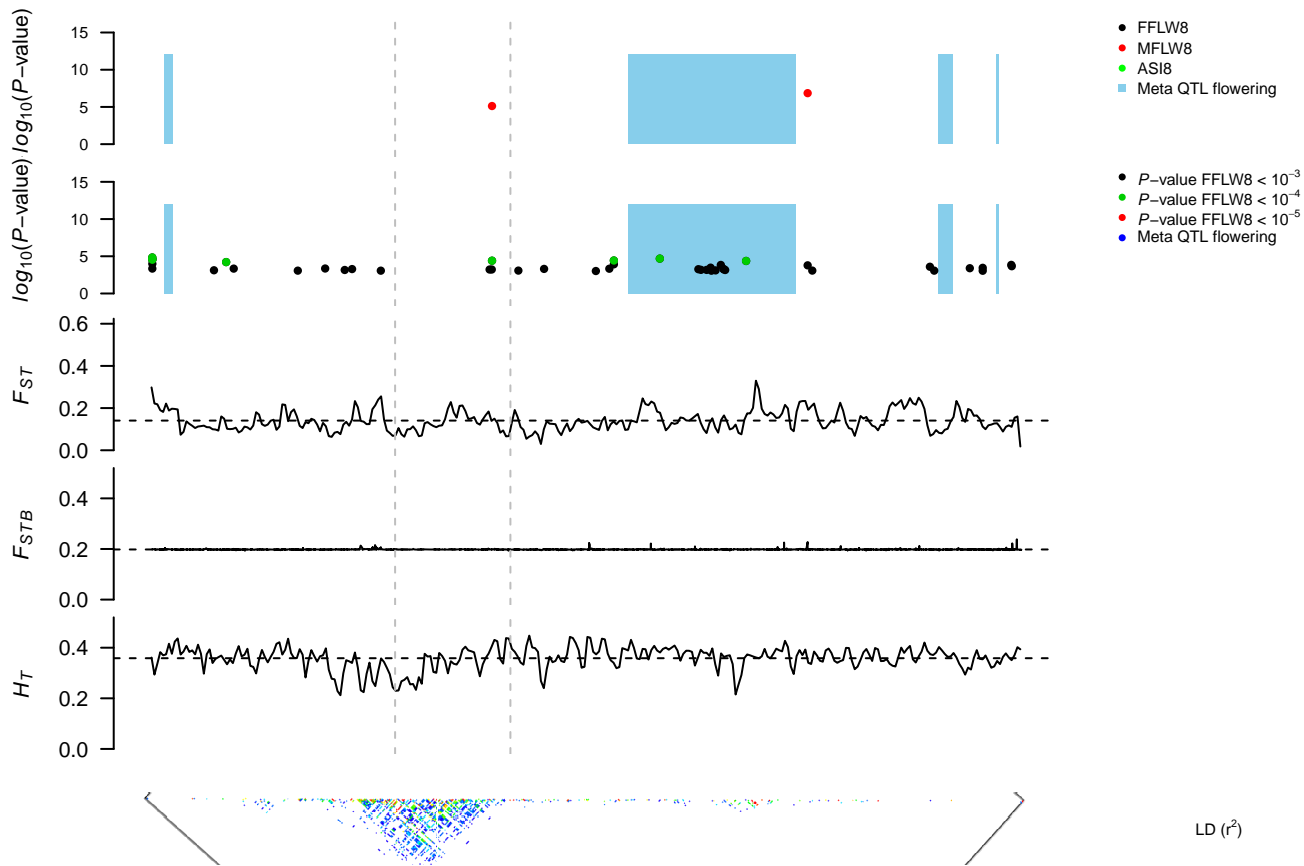 15
10
5
0
log10(P−value)
FFLW8
MFLW8
ASI8
Meta QTL flowering
15
10
5
0
log10(P−value)
P−value FFLW8 < 10−3
P−value FFLW8 < 10−4
P−value FFLW8 < 10−5
Meta QTL flowering
0.6
0.4
0.2
0.0
FST
0.4
0.2
0.0
FSTB
0.4
0.2
0.0
HT
LD (r2)